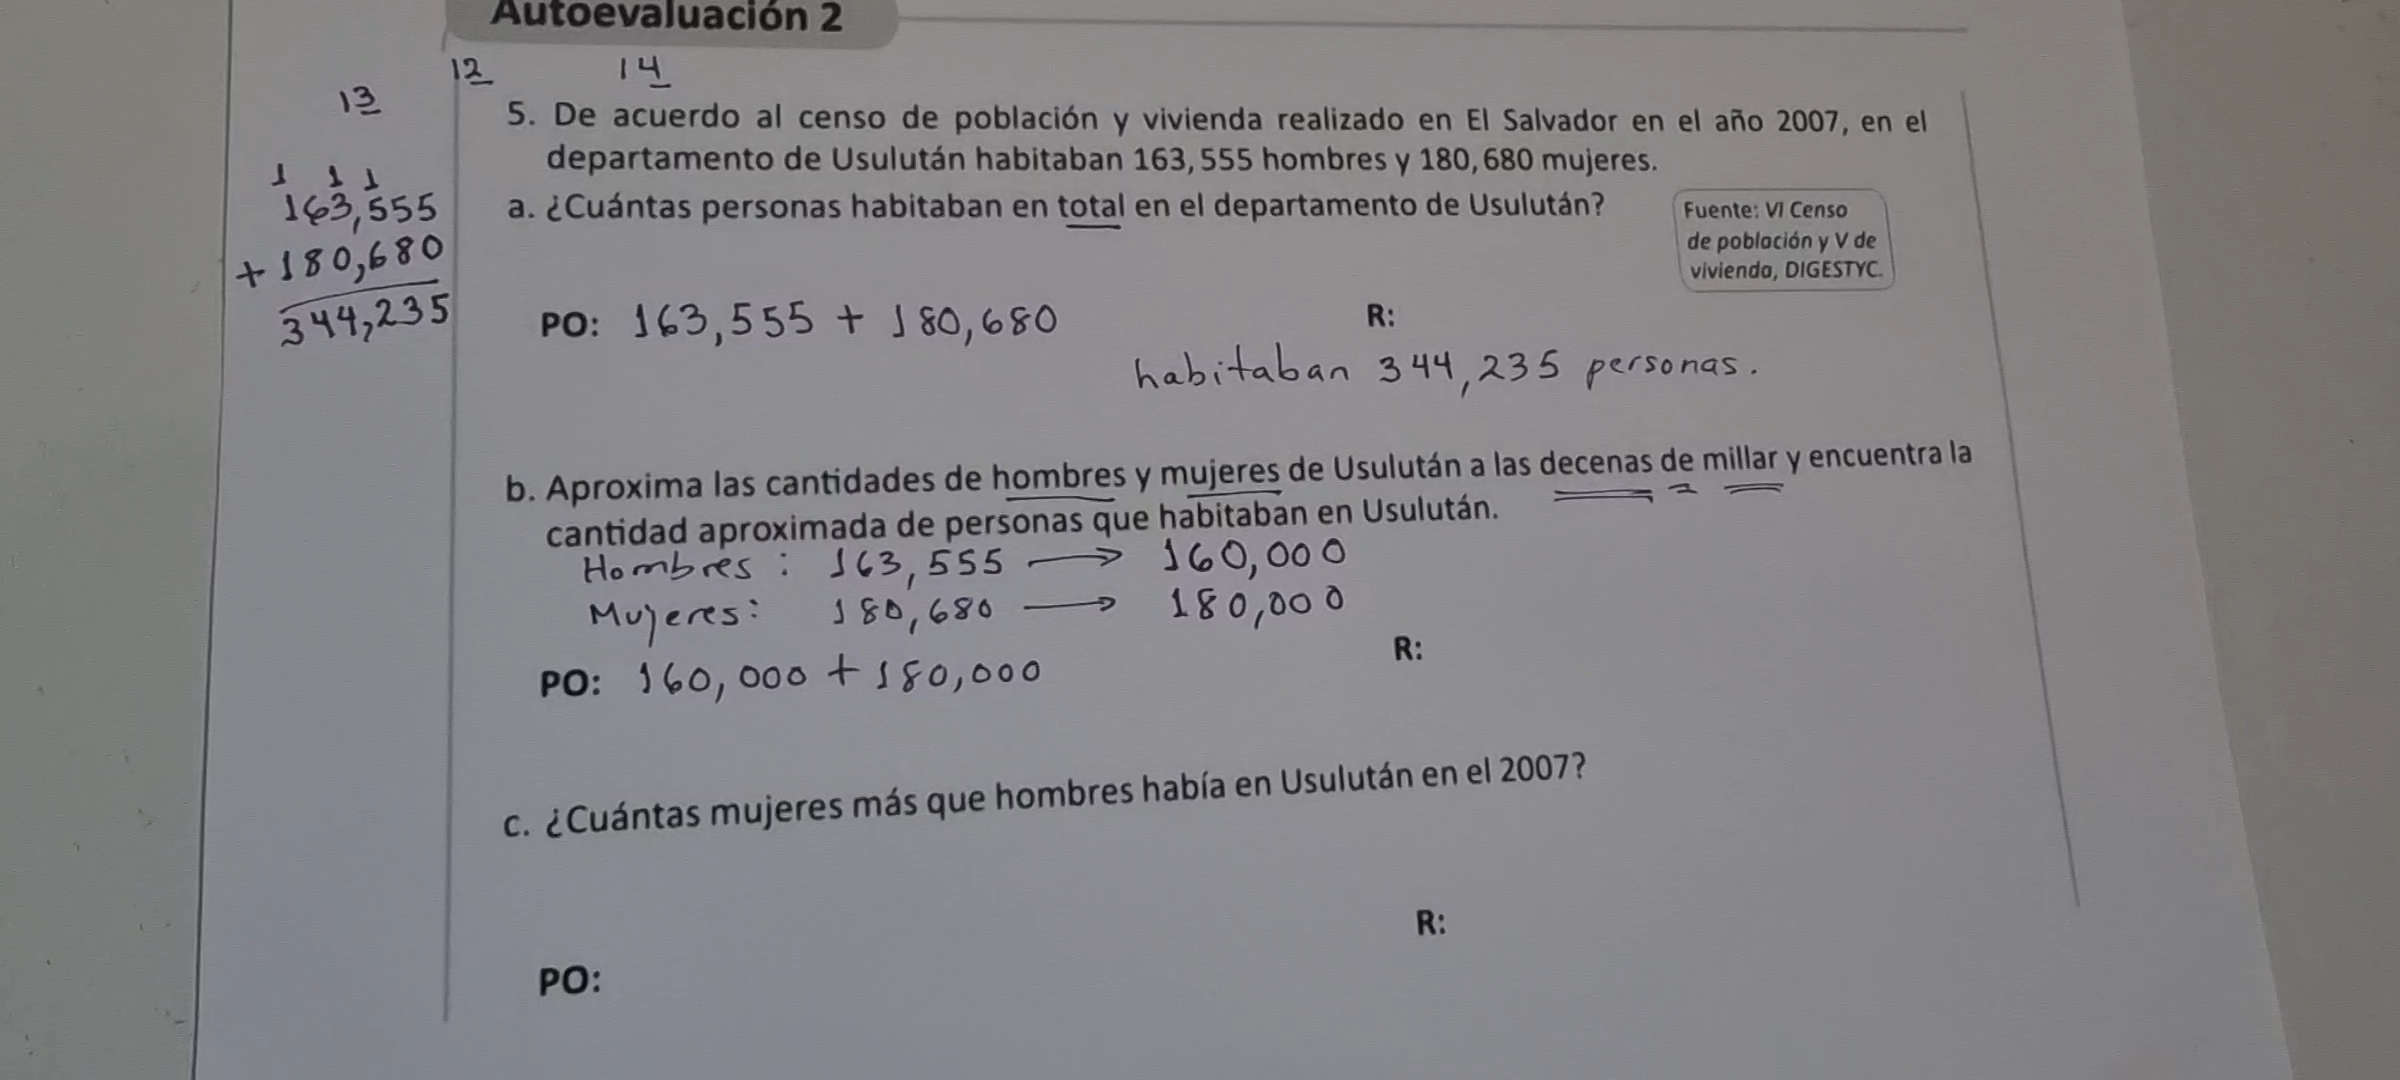 Autoevaluación 2
12
14
13
1 1 1
163,555
+ 180,680
344,235
5. De acuerdo al censo de población y vivienda realizado en El Salvador en el año 2007, en el
departamento de Usulután habitaban 163,555 hombres y 180,680 mujeres.
a. ¿Cuántas personas habitaban en total en el departamento de Usulután?
Fuente: VI Censo
de población y V de
vivienda, DIGESTYC.
PO: 163,555 + 180,680
R:
habitaban 344,235 personas.
b. Aproxima las cantidades de hombres y mujeres de Usulután a las decenas de millar y encuentra la
cantidad aproximada de personas que habitaban en Usulután.
Hombres : 163,555 → 160,000
Mujeres: 180,680 → 180,000
R:
PO: 160,000 + 180,000
c. ¿Cuántas mujeres más que hombres había en Usulután en el 2007?
R:
PO: